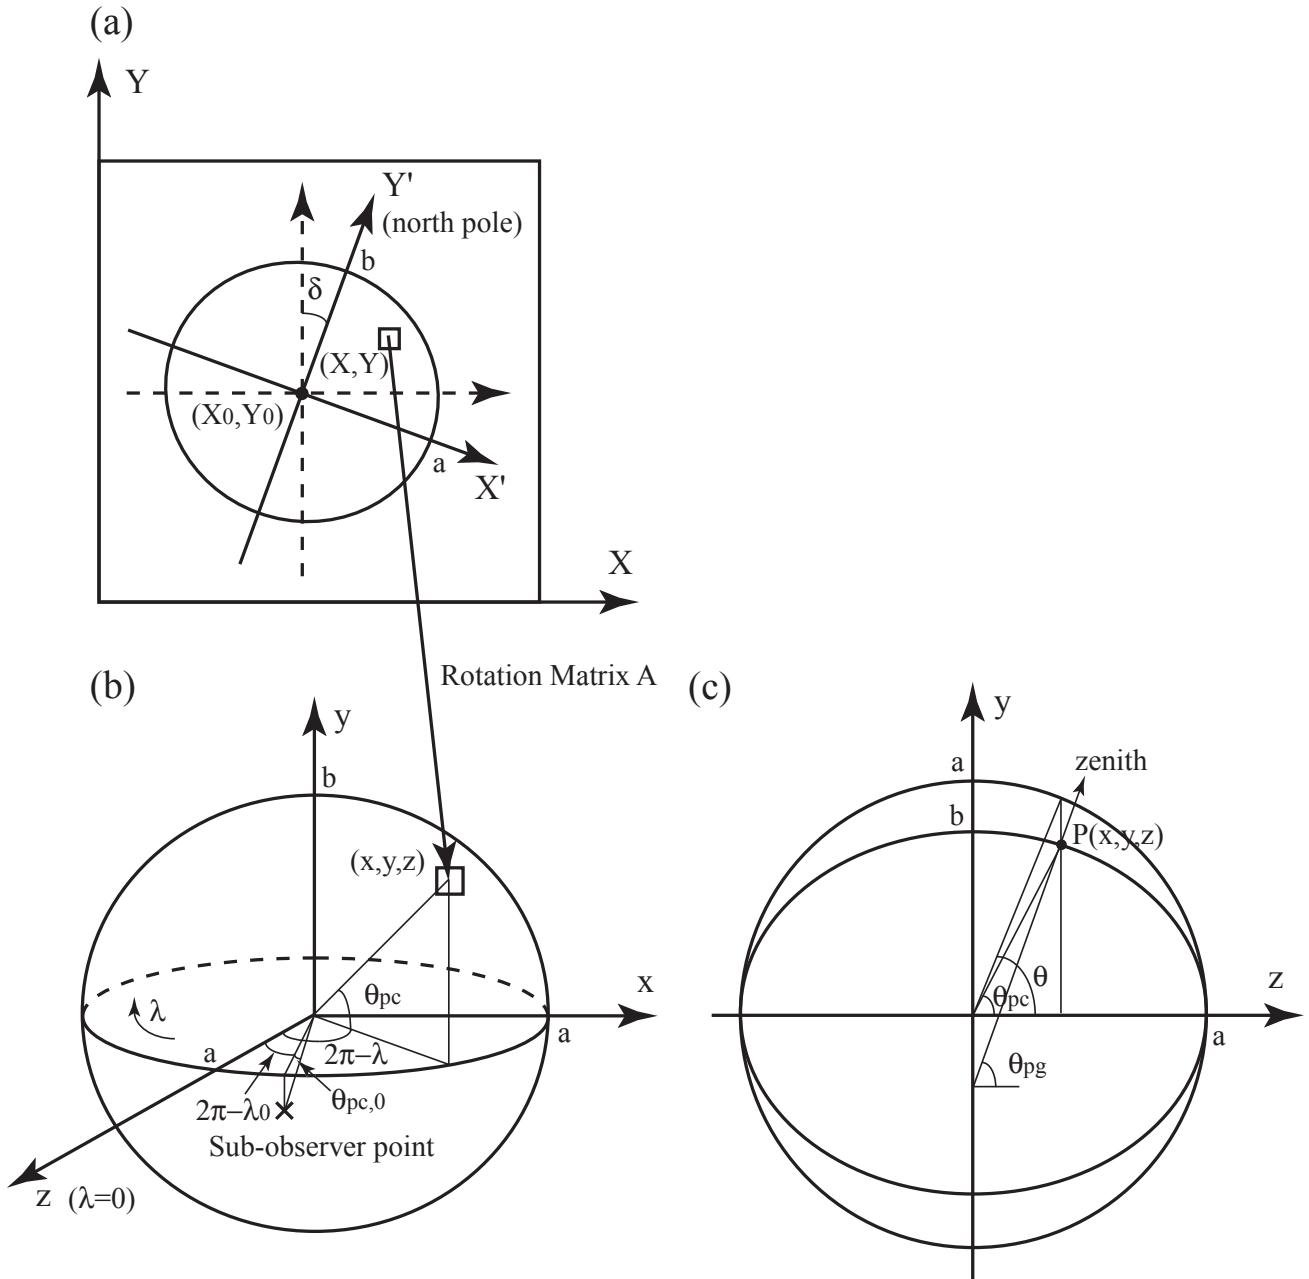 (a)
Y
Y'
(north pole)
b
δ
(X,Y)
(X0,Y0)
a
X'
X
Rotation Matrix A
(b)
y
b
(x,y,z)
x
θpc
λ
a
a
2π−λ
2π−λ0
θpc,0
Sub-observer point
z (λ=0)
(c)
y
a
zenith
b
P(x,y,z)
θ
θpc
z
a
θpg